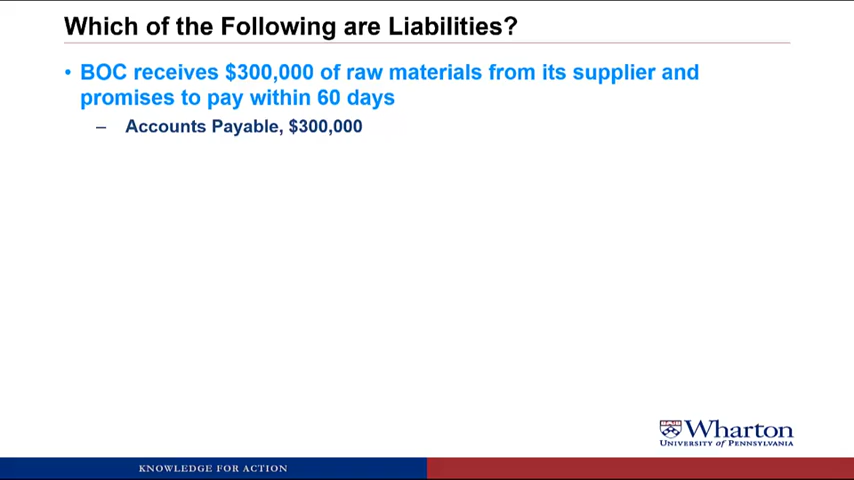 Which of the Following are Liabilities?
• BOC receives $300,000 of raw materials from its supplier and
promises to pay within 60 days
– Accounts Payable, $300,000
Wharton
UNIVERSITY of PENNSYLVANIA
KNOWLEDGE FOR ACTION